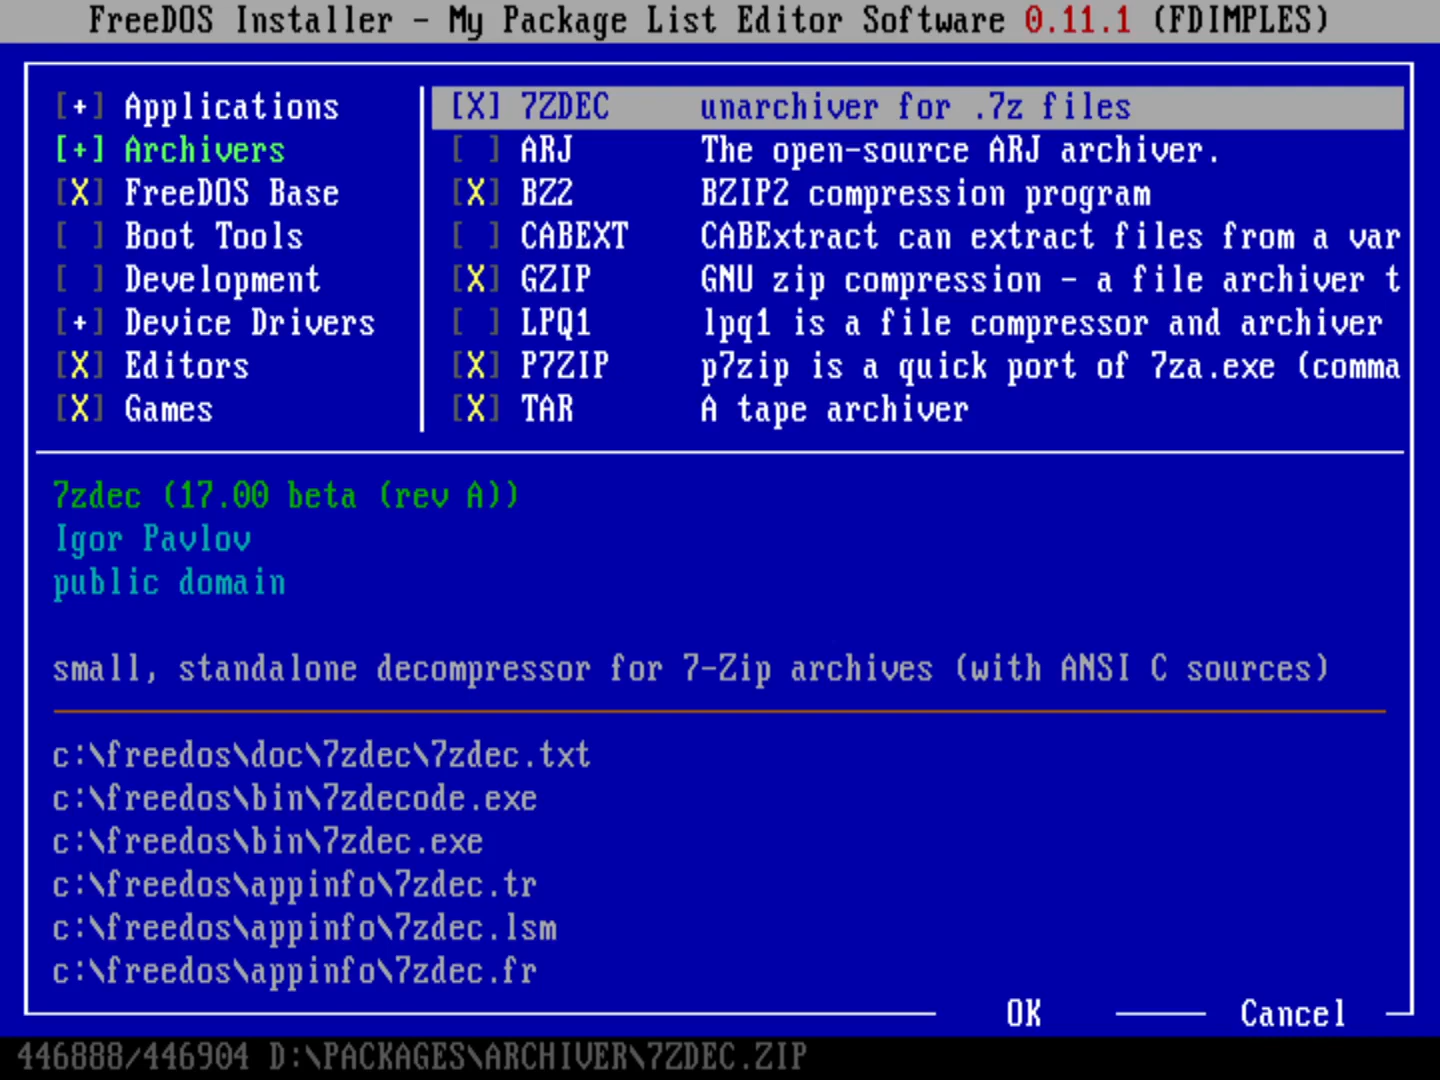 FreeDOS Installer - My Package List Editor Software 0.11.1 (FDIMPLES)
[+] Applications
[+] Archivers
[X] FreeDOS Base
[ ] Boot Tools
[ ] Development
[+] Device Drivers
[X] Editors
[X] Games
[X] 7ZDEC unarchiver for .7z files
[ ] ARJ The open-source ARJ archiver.
[X] BZ2 BZIP2 compression program
[ ] CABEXT CABExtract can extract files from a var
[X] GZIP GNU zip compression - a file archiver t
[ ] LPQ1 lpq1 is a file compressor and archiver
[X] P7ZIP p7zip is a quick port of 7za.exe (comma
[X] TAR A tape archiver
7zdec (17.00 beta (rev A))
Igor Pavlov
public domain
small, standalone decompressor for 7-Zip archives (with ANSI C sources)
c:\freedos\doc\7zdec\7zdec.txt
c:\freedos\bin\7zdecode.exe
c:\freedos\bin\7zdec.exe
c:\freedos\appinfo\7zdec.tr
c:\freedos\appinfo\7zdec.lsm
c:\freedos\appinfo\7zdec.fr
OK Cancel
446888/446904 D:\PACKAGES\ARCHIVER\7ZDEC.ZIP